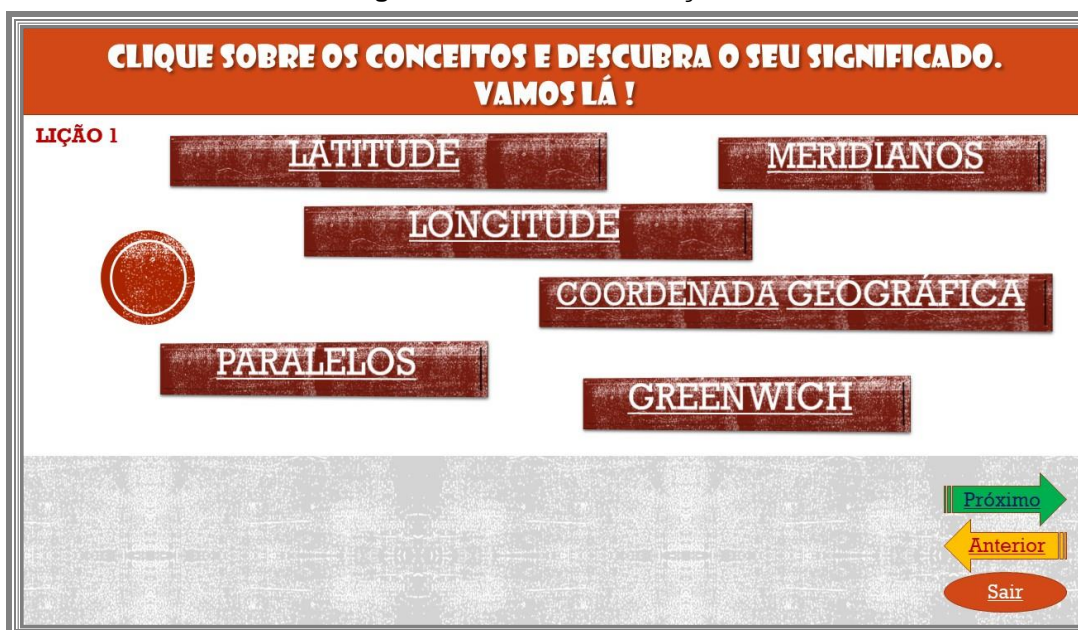 CLIQUE SOBRE OS CONCEITOS E DESCUBRA O SEU SIGNIFICADO.
VAMOS LÁ !
LIÇÃO 1
LATITUDE
MERIDIANOS
LONGITUDE
COORDENADA GEOGRÁFICA
PARALELOS
GREENWICH
Próximo
Anterior
Sair